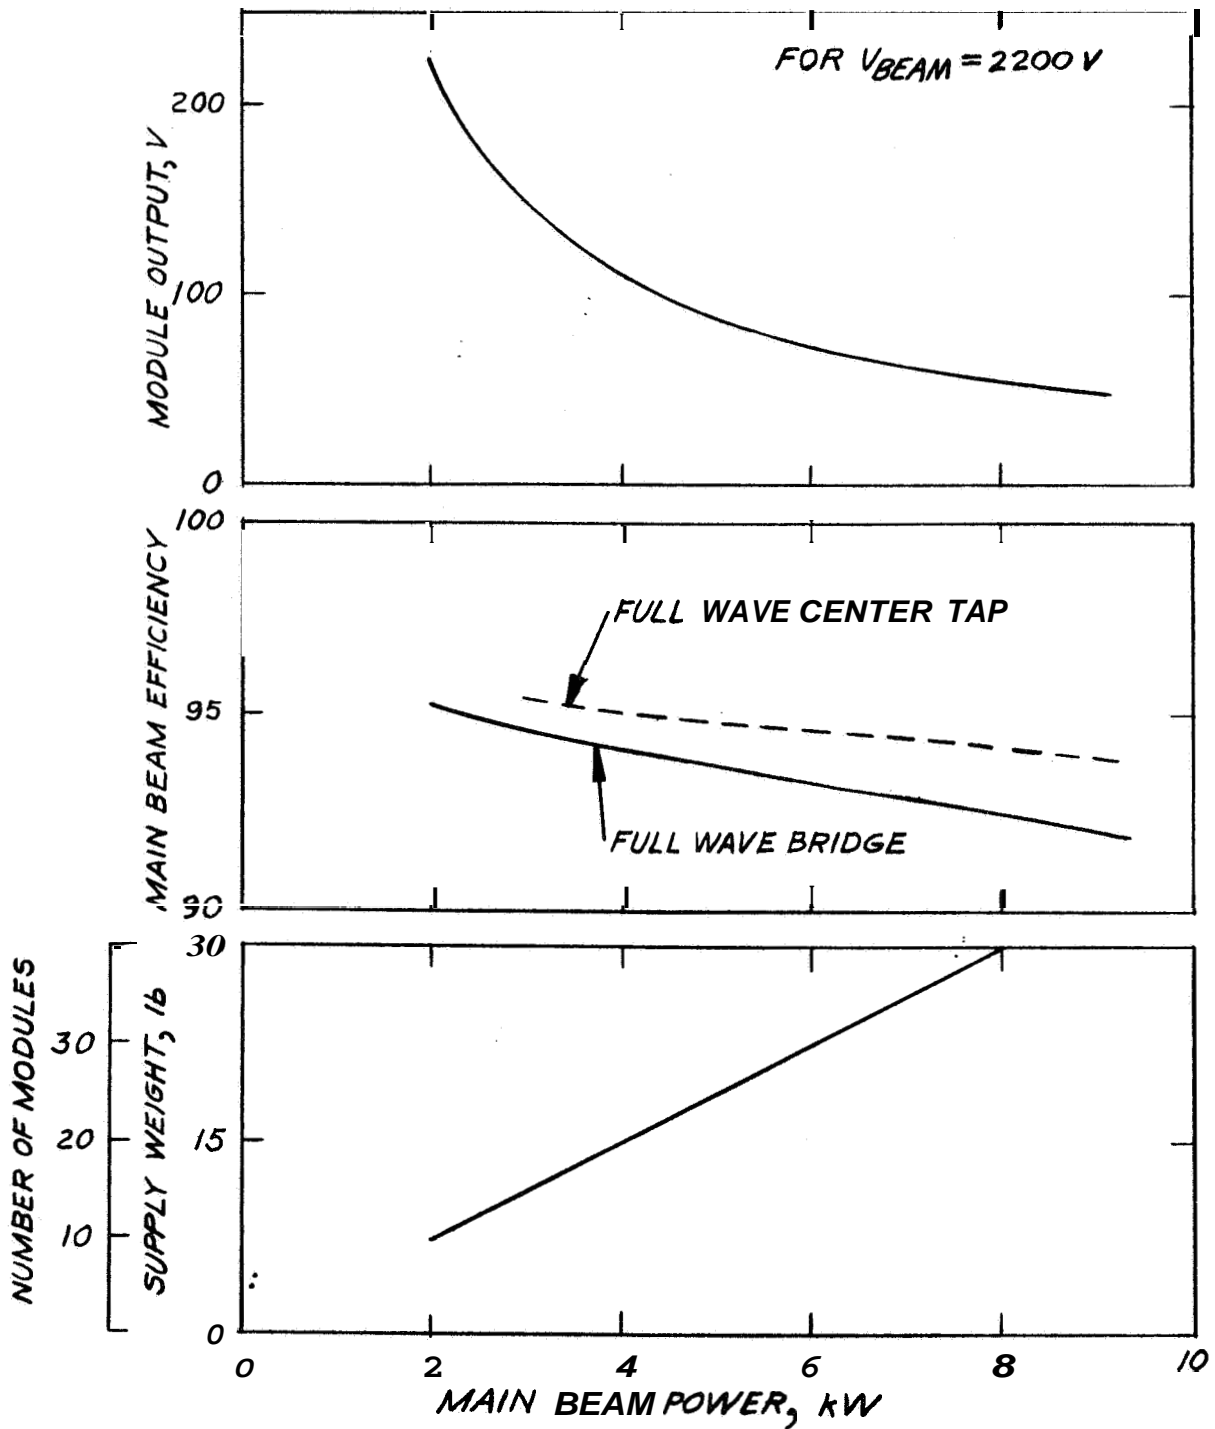 FOR VBEAM = 2200 V
MODULE OUTPUT, V
200
100
0
MAIN BEAM EFFICIENCY
100
95
90
FULL WAVE CENTER TAP
FULL WAVE BRIDGE
NUMBER OF MODULES
30
20
10
SUPPLY WEIGHT, lb
30
15
0
0 2 4 6 8 10
MAIN BEAM POWER, kW